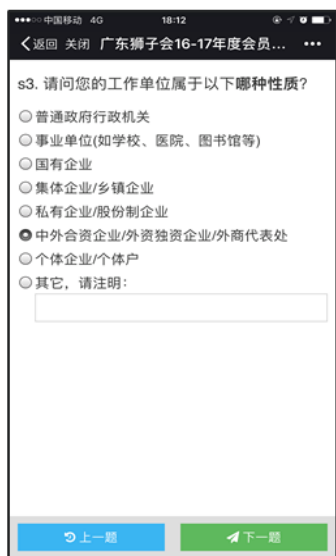 中国移动 4G 18:12
返回 关闭 广东狮子会16-17年度会员...
s3. 请问您的工作单位属于以下哪种性质?
普通政府行政机关
事业单位(如学校、医院、图书馆等)
国有企业
集体企业/乡镇企业
私有企业/股份制企业
中外合资企业/外资独资企业/外商代表处
个体企业/个体户
其它，请注明：
上一题 下一题